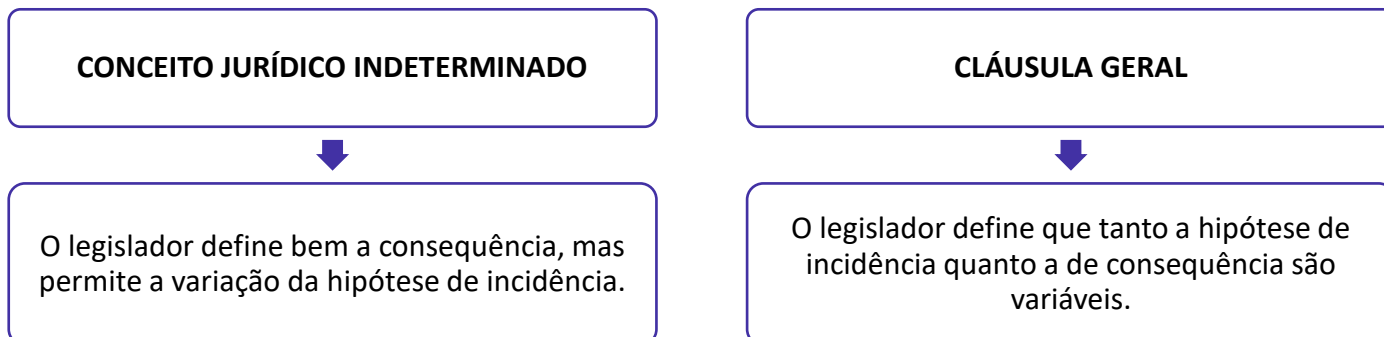 CONCEITO JURÍDICO INDETERMINADO
O legislador define bem a consequência, mas
permite a variação da hipótese de incidência.
CLÁUSULA GERAL
O legislador define que tanto a hipótese de
incidência quanto a de consequência são
variáveis.